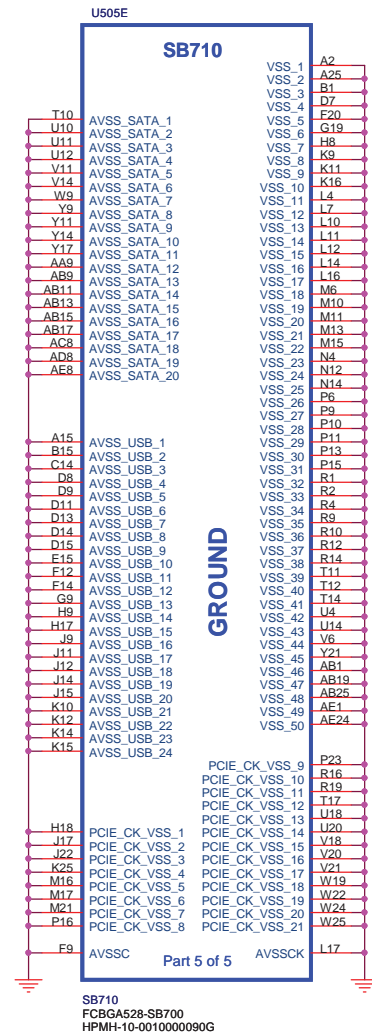 U505E
SB710
T10 AVSS_SATA_1
U10 AVSS_SATA_2
U11 AVSS_SATA_3
U12 AVSS_SATA_4
V11 AVSS_SATA_5
V14 AVSS_SATA_6
W9 AVSS_SATA_7
Y9 AVSS_SATA_8
Y11 AVSS_SATA_9
Y14 AVSS_SATA_10
Y17 AVSS_SATA_11
AA9 AVSS_SATA_12
AB9 AVSS_SATA_13
AB11 AVSS_SATA_14
AB13 AVSS_SATA_15
AB15 AVSS_SATA_16
AB17 AVSS_SATA_17
AC8 AVSS_SATA_18
AD8 AVSS_SATA_19
AE8 AVSS_SATA_20
A15 AVSS_USB_1
B15 AVSS_USB_2
C14 AVSS_USB_3
D8 AVSS_USB_4
D9 AVSS_USB_5
D11 AVSS_USB_6
D13 AVSS_USB_7
D14 AVSS_USB_8
D15 AVSS_USB_9
E15 AVSS_USB_10
F12 AVSS_USB_11
F14 AVSS_USB_12
G9 AVSS_USB_13
H9 AVSS_USB_14
H17 AVSS_USB_15
J9 AVSS_USB_16
J11 AVSS_USB_17
J12 AVSS_USB_18
J14 AVSS_USB_19
J15 AVSS_USB_20
K10 AVSS_USB_21
K12 AVSS_USB_22
K14 AVSS_USB_23
K15 AVSS_USB_24
H18 PCIE_CK_VSS_1
J17 PCIE_CK_VSS_2
J22 PCIE_CK_VSS_3
K25 PCIE_CK_VSS_4
M16 PCIE_CK_VSS_5
M17 PCIE_CK_VSS_6
M21 PCIE_CK_VSS_7
P16 PCIE_CK_VSS_8
F9 AVSSC
GROUND
VSS_1 A2
VSS_2 A25
VSS_3 B1
VSS_4 D7
VSS_5 F20
VSS_6 G19
VSS_7 H8
VSS_8 K9
VSS_9 K11
VSS_10 K16
VSS_11 L4
VSS_12 L7
VSS_13 L10
VSS_14 L11
VSS_15 L12
VSS_16 L14
VSS_17 L16
VSS_18 M6
VSS_19 M10
VSS_20 M11
VSS_21 M13
VSS_22 M15
VSS_23 N4
VSS_24 N12
VSS_25 N14
VSS_26 P6
VSS_27 P9
VSS_28 P10
VSS_29 P11
VSS_30 P13
VSS_31 P15
VSS_32 R1
VSS_33 R2
VSS_34 R4
VSS_35 R9
VSS_36 R10
VSS_37 R12
VSS_38 R14
VSS_39 T11
VSS_40 T12
VSS_41 T14
VSS_42 U4
VSS_43 U14
VSS_44 V6
VSS_45 Y21
VSS_46 AB1
VSS_47 AB19
VSS_48 AB25
VSS_49 AE1
VSS_50 AE24
PCIE_CK_VSS_9 P23
PCIE_CK_VSS_10 R16
PCIE_CK_VSS_11 R19
PCIE_CK_VSS_12 T17
PCIE_CK_VSS_13 U18
PCIE_CK_VSS_14 U20
PCIE_CK_VSS_15 V18
PCIE_CK_VSS_16 V20
PCIE_CK_VSS_17 V21
PCIE_CK_VSS_18 W19
PCIE_CK_VSS_19 W22
PCIE_CK_VSS_20 W24
PCIE_CK_VSS_21 W25
AVSSCK L17
Part 5 of 5
SB710
FCBGA528-SB700
HPMH-10-0010000090G